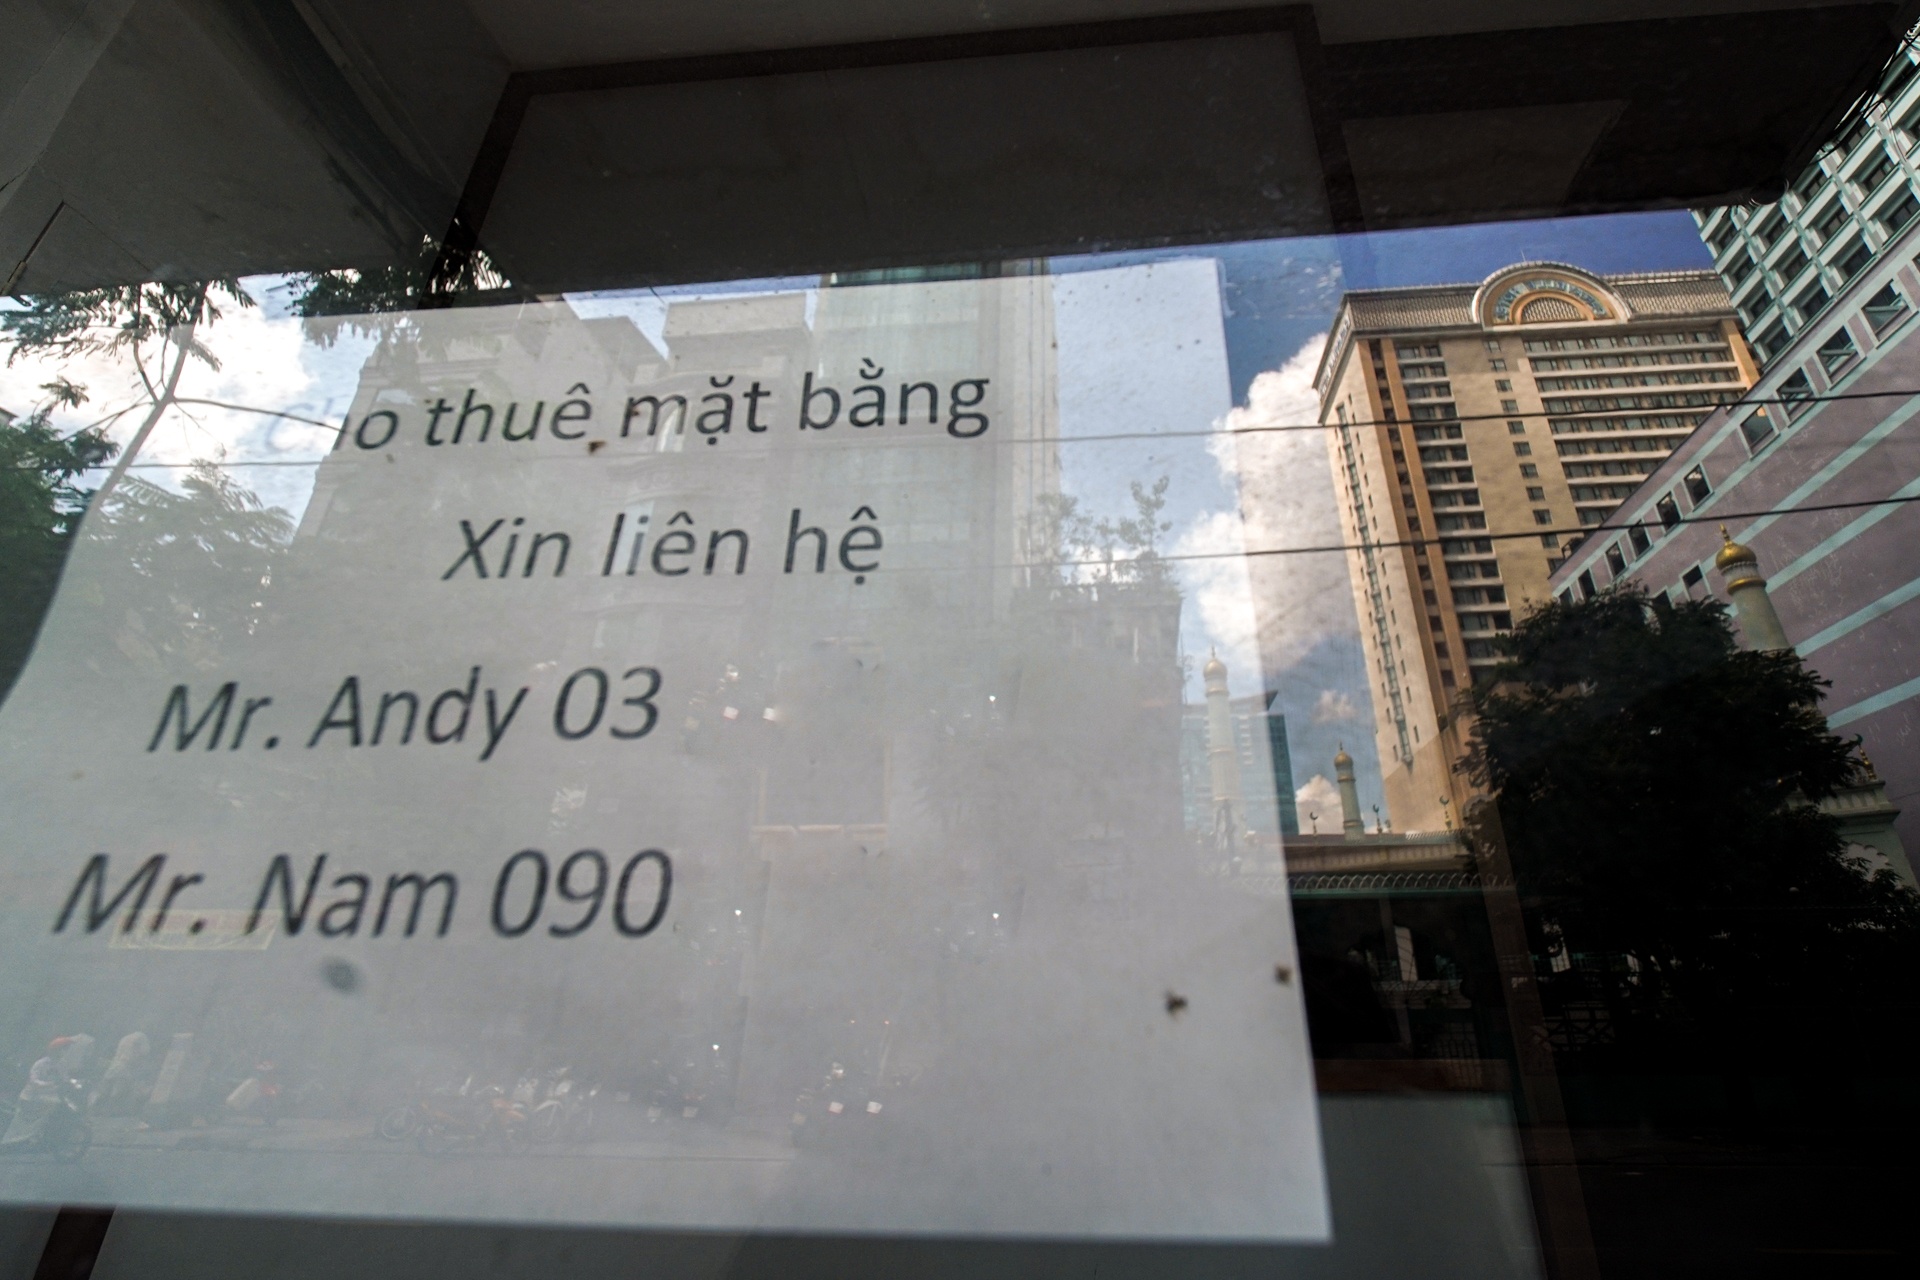 Cho thuê mặt bằng
Xin liên hệ
Mr. Andy 03
Mr. Nam 090